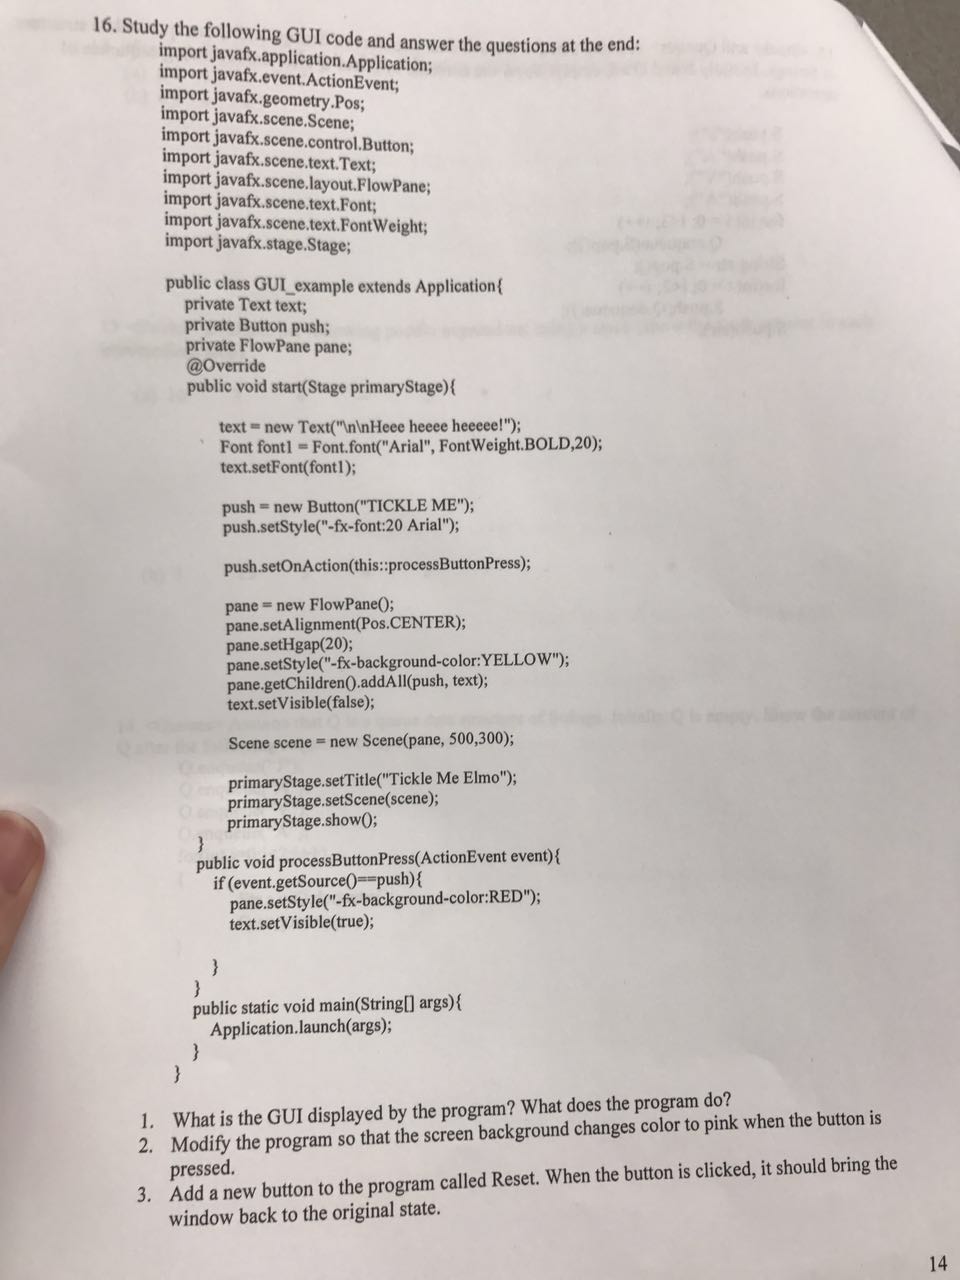 16. Study the following GUI code and answer the questions at the end:
import javafx.application.Application;
import javafx.event.ActionEvent;
import javafx.geometry.Pos;
import javafx.scene.Scene;
import javafx.scene.control.Button;
import javafx.scene.text.Text;
import javafx.scene.layout.FlowPane;
import javafx.scene.text.Font;
import javafx.scene.text.FontWeight;
import javafx.stage.Stage;
public class GUI_example extends Application{
private Text text;
private Button push;
private FlowPane pane;
@Override
public void start(Stage primaryStage){
text = new Text("\n\nHeee heeee heeeee!");
Font font1 = Font.font("Arial", FontWeight.BOLD,20);
text.setFont(font1);
push = new Button("TICKLE ME");
push.setStyle("-fx-font:20 Arial");
push.setOnAction(this::processButtonPress);
pane = new FlowPane();
pane.setAlignment(Pos.CENTER);
pane.setHgap(20);
pane.setStyle("-fx-background-color:YELLOW");
pane.getChildren().addAll(push, text);
text.setVisible(false);
Scene scene = new Scene(pane, 500,300);
primaryStage.setTitle("Tickle Me Elmo");
primaryStage.setScene(scene);
primaryStage.show();
}
public void processButtonPress(ActionEvent event){
if (event.getSource()==push){
pane.setStyle("-fx-background-color:RED");
text.setVisible(true);
}
}
public static void main(String[] args){
Application.launch(args);
}
}
1. What is the GUI displayed by the program? What does the program do?
2. Modify the program so that the screen background changes color to pink when the button is
pressed.
3. Add a new button to the program called Reset. When the button is clicked, it should bring the
window back to the original state.
14